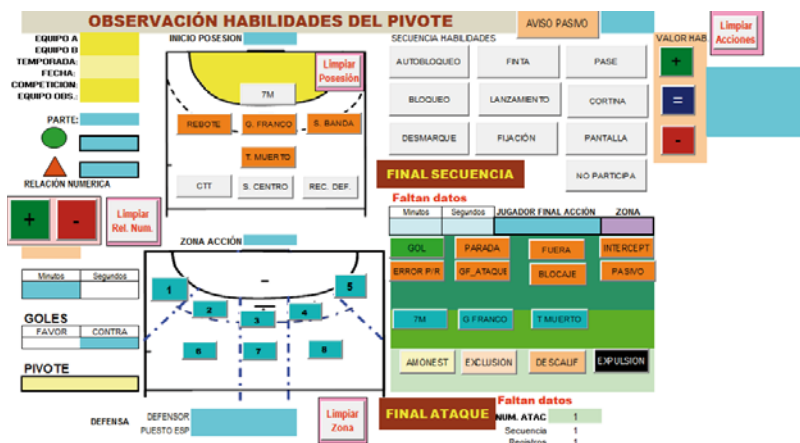 OBSERVACIÓN HABILIDADES DEL PIVOTE
AVISO PASIVO
Limpiar
Acciones
EQUIPO A
EQUIPO B
TEMPORADA:
FECHA:
COMPETICION:
EQUIPO OBS.:
PARTE:
RELACIÓN NUMERICA
+
-
Limpiar
Rel. Num.
Minutos Segundos
GOLES
FAVOR CONTRA
PIVOTE
INICIO POSESION
Limpiar
Posesión
7M
REBOTE G. FRANCO S. BANDA
T. MUERTO
CTT S. CENTRO REC. DEF.
ZONA ACCIÓN
1
2
3
4
5
6
7
8
DEFENSA
DEFENSOR
PUESTO ESP
Limpiar
Zona
SECUENCIA HABILIDADES
AUTOBLOQUEO FINTA PASE
BLOQUEO LANZAMIENTO CORTINA
DESMARQUE FIJACIÓN PANTALLA
NO PARTICIPA
VALOR HAB.
+
=
-
FINAL SECUENCIA
Faltan datos
Minutos Segundos JUGADOR FINAL ACCIÓN ZONA
GOL PARADA FUERA INTERCEPT
ERROR P/R GF_ATAQUE BLOCAJE PASIVO
7M G FRANCO T MUERTO
AMONEST EXCLUSION DESCALIF EXPULSION
FINAL ATAQUE
Faltan datos
NUM. ATAC 1
Secuencia 1
Registros 1